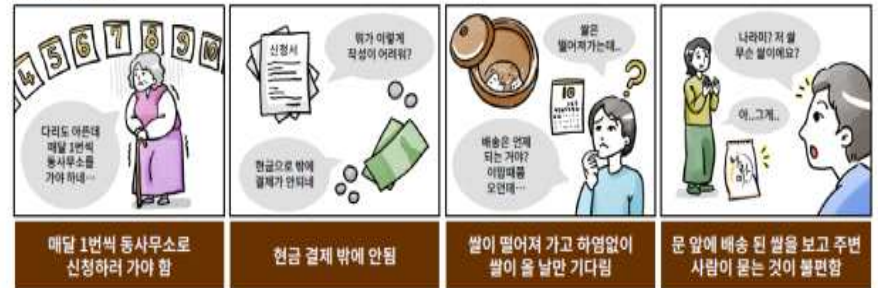 4 5 6 7 8 9 10
다리도 아픈데
매달 1번씩
동사무소를
가야 하네…
매달 1번씩 동사무소로
신청하러 가야 함
신청서
뭐가 이렇게
작성이 어려워?
현금으로 밖에
결제가 안되네
현금 결제 밖에 안됨
쌀은
떨어져가는데..
10
?
배송은 언제
되는 거야?
이맘때쯤
오던데…
쌀이 떨어져 가고 하염없이
쌀이 올 날만 기다림
나라미? 저 쌀
무슨 쌀이에요?
아..그게..
문 앞에 배송 된 쌀을 보고 주변
사람이 묻는 것이 불편함